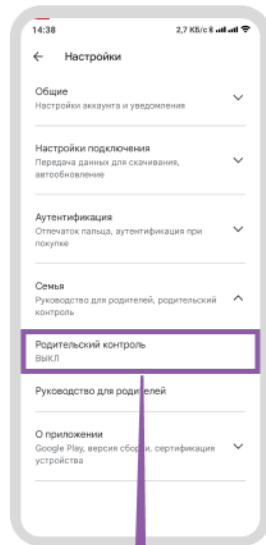 14:38
2,7 КБ/с
← Настройки
Общие
Настройки аккаунта и уведомления
Настройки подключения
Передача данных для скачивания,
автообновление
Аутентификация
Отпечаток пальца, аутентификация при
покупке
Семья
Руководство для родителей, родительский
контроль
Родительский контроль
ВЫКЛ
Руководство для родителей
О приложении
Google Play, версия сборки, сертификация
устройства